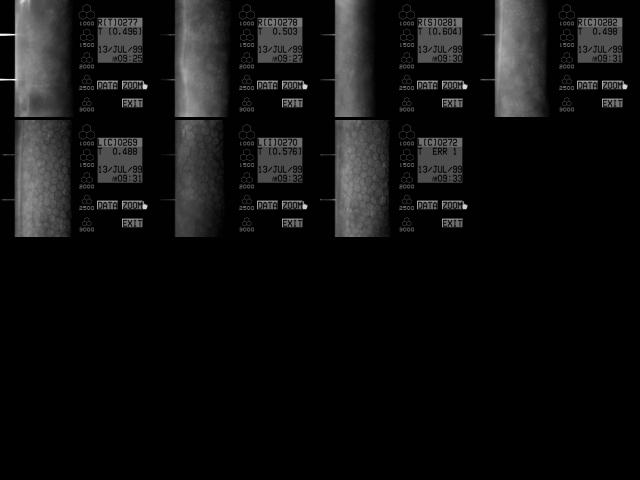 1000
R(T)0277
T (0.496)
1500
13/JUL/99
㏂09:25
2000
2500
DATA ZOOM
EXIT
3000
1000
R(C)0278
T 0.503
1500
13/JUL/99
㏂09:27
2000
2500
DATA ZOOM
EXIT
3000
1000
R(S)0281
T (0.604)
1500
13/JUL/99
㏂09:30
2000
2500
DATA ZOOM
EXIT
3000
1000
R(C)0282
T 0.498
1500
13/JUL/99
㏂09:31
2000
2500
DATA ZOOM
EXIT
3000
1000
L(C)0269
T 0.488
1500
13/JUL/99
㏂09:31
2000
2500
DATA ZOOM
EXIT
3000
1000
L(I)0270
T (0.576)
1500
13/JUL/99
㏂09:32
2000
2500
DATA ZOOM
EXIT
3000
1000
L(C)0272
T ERR 1
1500
13/JUL/99
㏂09:33
2000
2500
DATA ZOOM
EXIT
3000